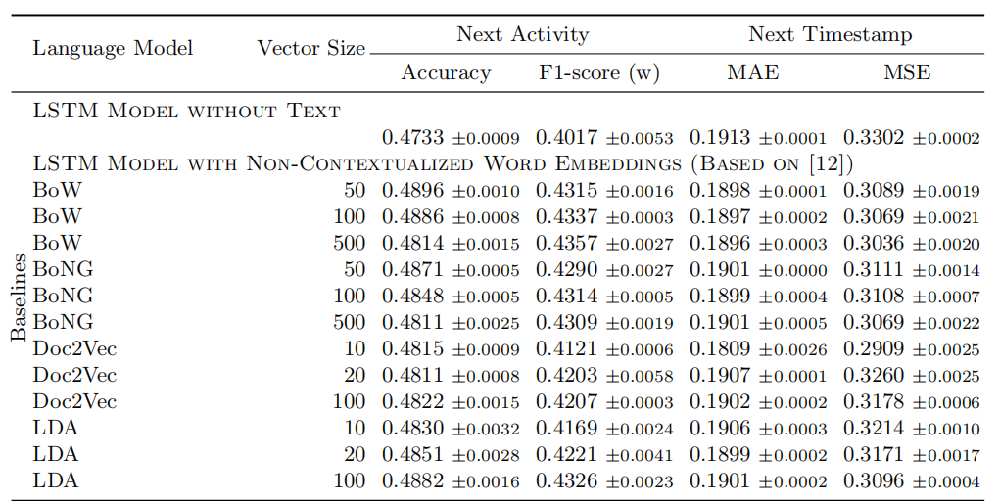 Language Model Vector Size Next Activity Next Timestamp
Accuracy F1-score (w) MAE MSE
LSTM Model without Text
0.4733 ±0.0009 0.4017 ±0.0053 0.1913 ±0.0001 0.3302 ±0.0002
LSTM Model with Non-Contextualized Word Embeddings (Based on [12])
Baselines
BoW 50 0.4896 ±0.0010 0.4315 ±0.0016 0.1898 ±0.0001 0.3089 ±0.0019
BoW 100 0.4886 ±0.0008 0.4337 ±0.0003 0.1897 ±0.0002 0.3069 ±0.0021
BoW 500 0.4814 ±0.0015 0.4357 ±0.0027 0.1896 ±0.0003 0.3036 ±0.0020
BoNG 50 0.4871 ±0.0005 0.4290 ±0.0027 0.1901 ±0.0000 0.3111 ±0.0014
BoNG 100 0.4848 ±0.0005 0.4314 ±0.0005 0.1899 ±0.0004 0.3108 ±0.0007
BoNG 500 0.4811 ±0.0025 0.4309 ±0.0019 0.1901 ±0.0005 0.3069 ±0.0022
Doc2Vec 10 0.4815 ±0.0009 0.4121 ±0.0006 0.1809 ±0.0026 0.2909 ±0.0025
Doc2Vec 20 0.4811 ±0.0008 0.4203 ±0.0058 0.1907 ±0.0001 0.3260 ±0.0025
Doc2Vec 100 0.4822 ±0.0015 0.4207 ±0.0003 0.1902 ±0.0002 0.3178 ±0.0006
LDA 10 0.4830 ±0.0032 0.4169 ±0.0024 0.1906 ±0.0003 0.3214 ±0.0010
LDA 20 0.4851 ±0.0028 0.4221 ±0.0041 0.1899 ±0.0002 0.3171 ±0.0017
LDA 100 0.4882 ±0.0016 0.4326 ±0.0023 0.1901 ±0.0002 0.3096 ±0.0004